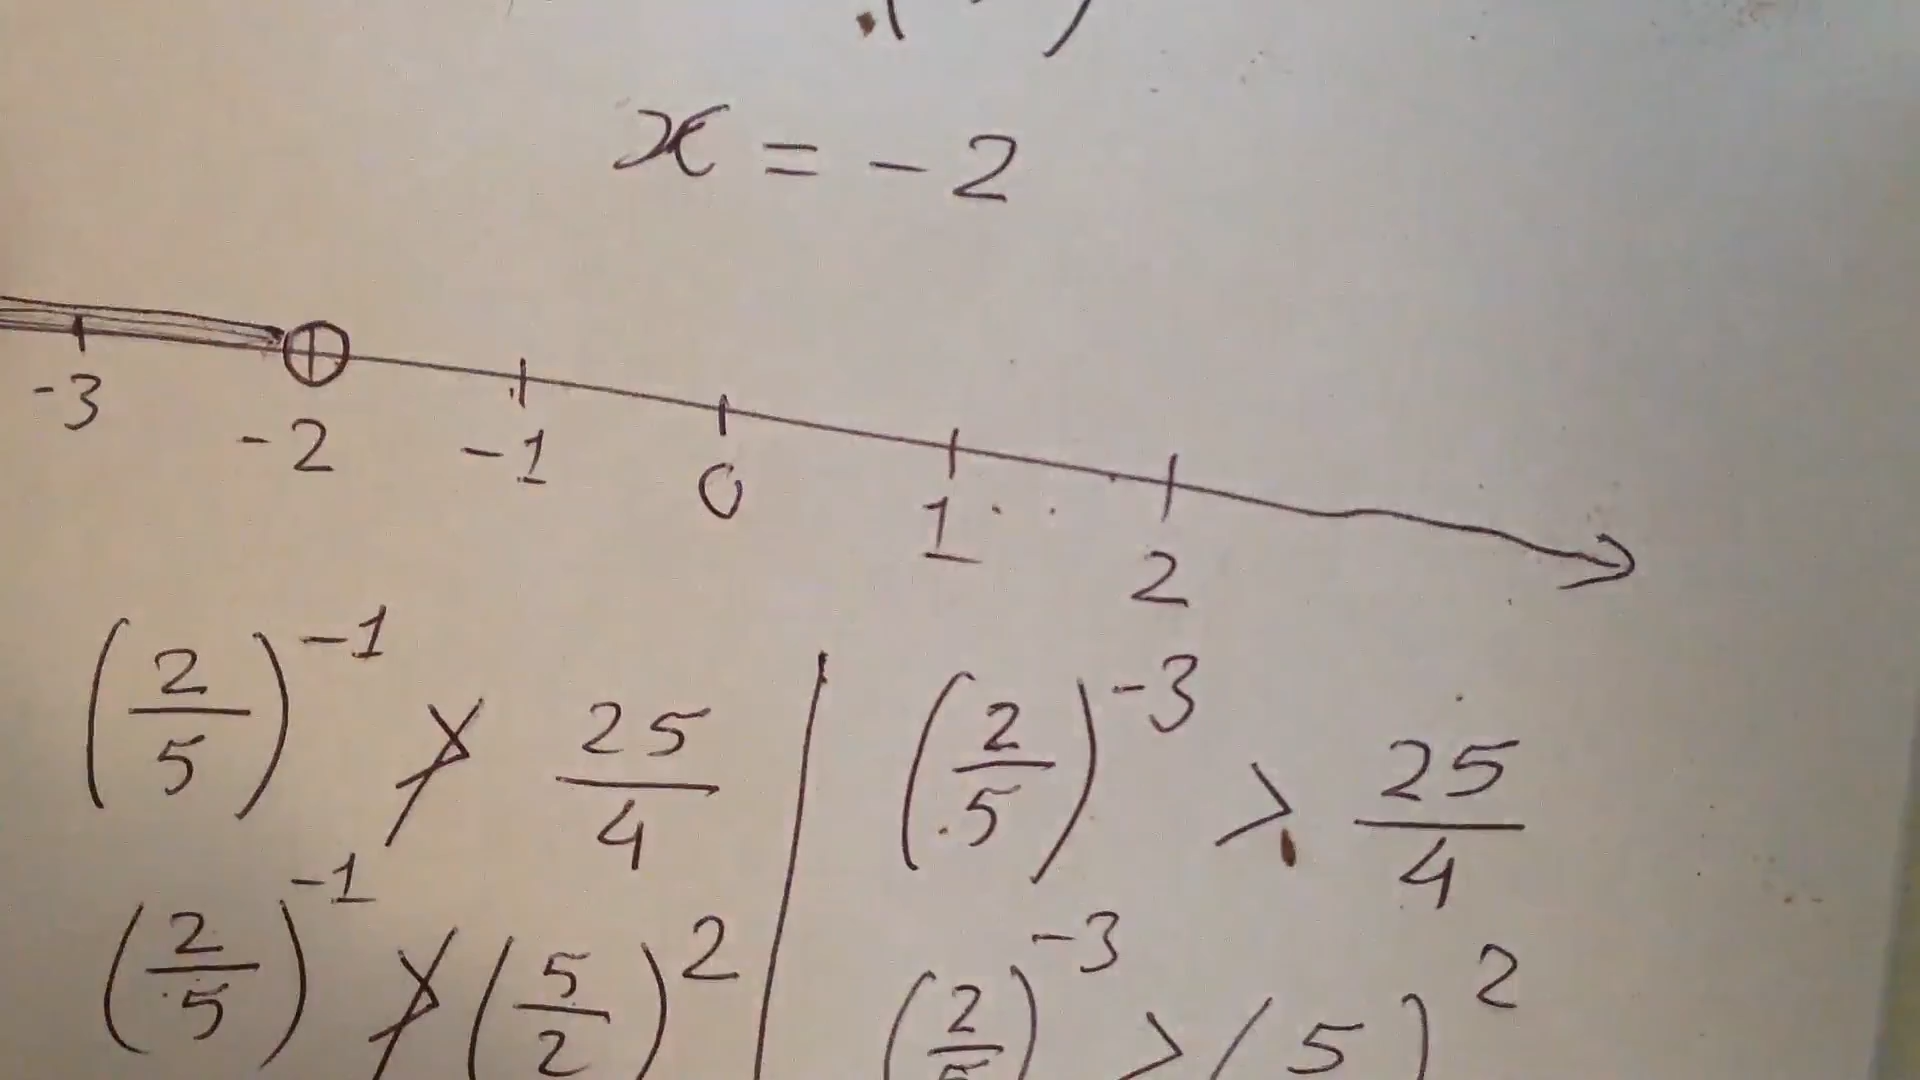 x = -2
-3 -2 -1 0 1 2
(2/5)^-1 ≯ 25/4 | (2/5)^-3 > 25/4
(2/5)^-1 ≯ (5/2)^2 | (2/5)^-3 > (5)^2